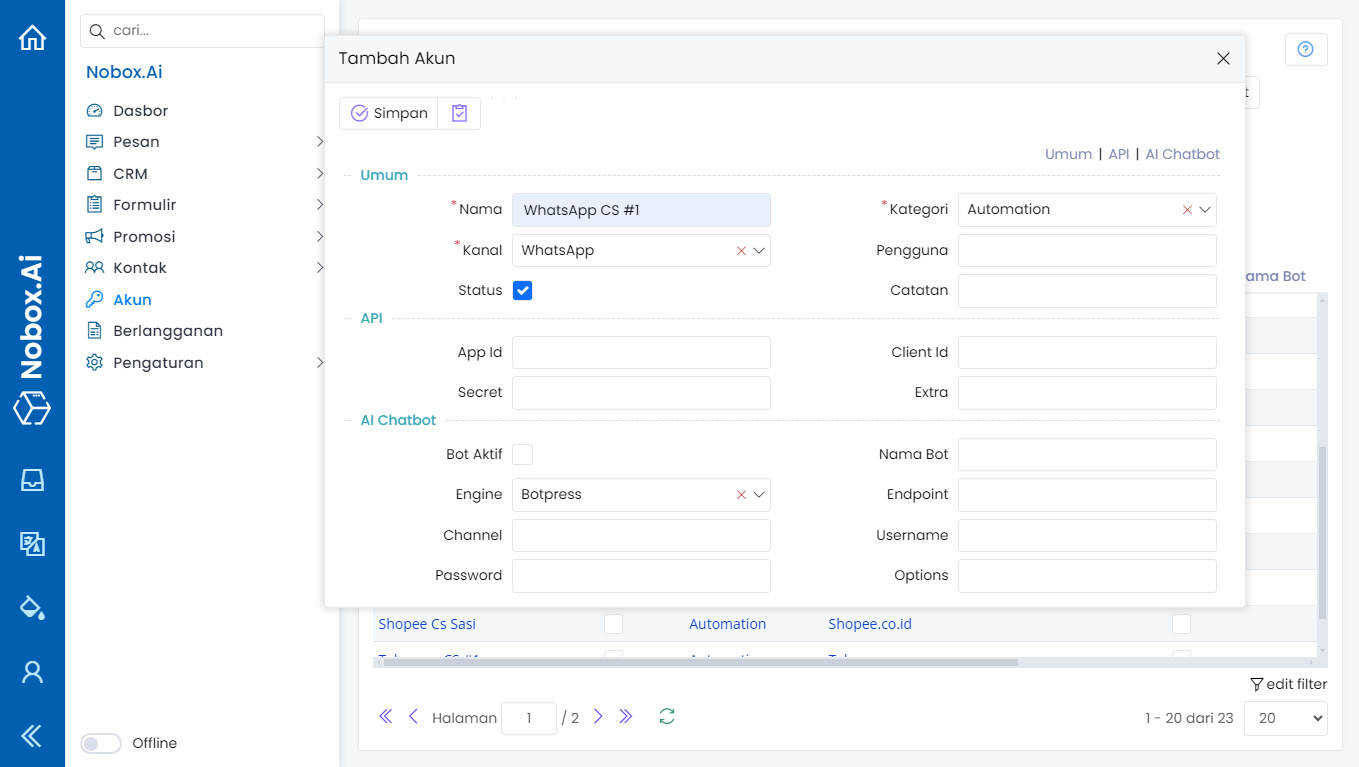 cari...
Nobox.Ai
Dasbor
Pesan
CRM
Formulir
Promosi
Kontak
Akun
Berlangganan
Pengaturan
Offline
Nobox.Ai
Tambah Akun
Simpan
Umum | API | AI Chatbot
Umum
*Nama WhatsApp CS #1 *Kategori Automation
*Kanal WhatsApp Pengguna
Status Catatan
API
App Id Client Id
Secret Extra
AI Chatbot
Bot Aktif Nama Bot
Engine Botpress Endpoint
Channel Username
Password Options
Shopee Cs Sasi Automation Shopee.co.id
edit filter
Halaman 1 / 2
1 - 20 dari 23 20